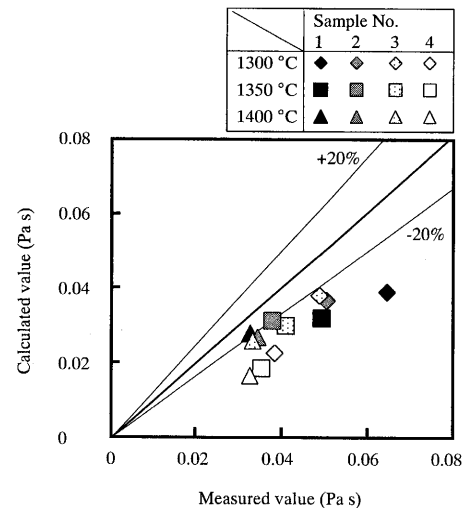 Sample No.
1 2 3 4
1300 °C
1350 °C
1400 °C
0.08
+20%
0.06
-20%
0.04
0.02
0
0 0.02 0.04 0.06 0.08
Calculated value (Pa s)
Measured value (Pa s)